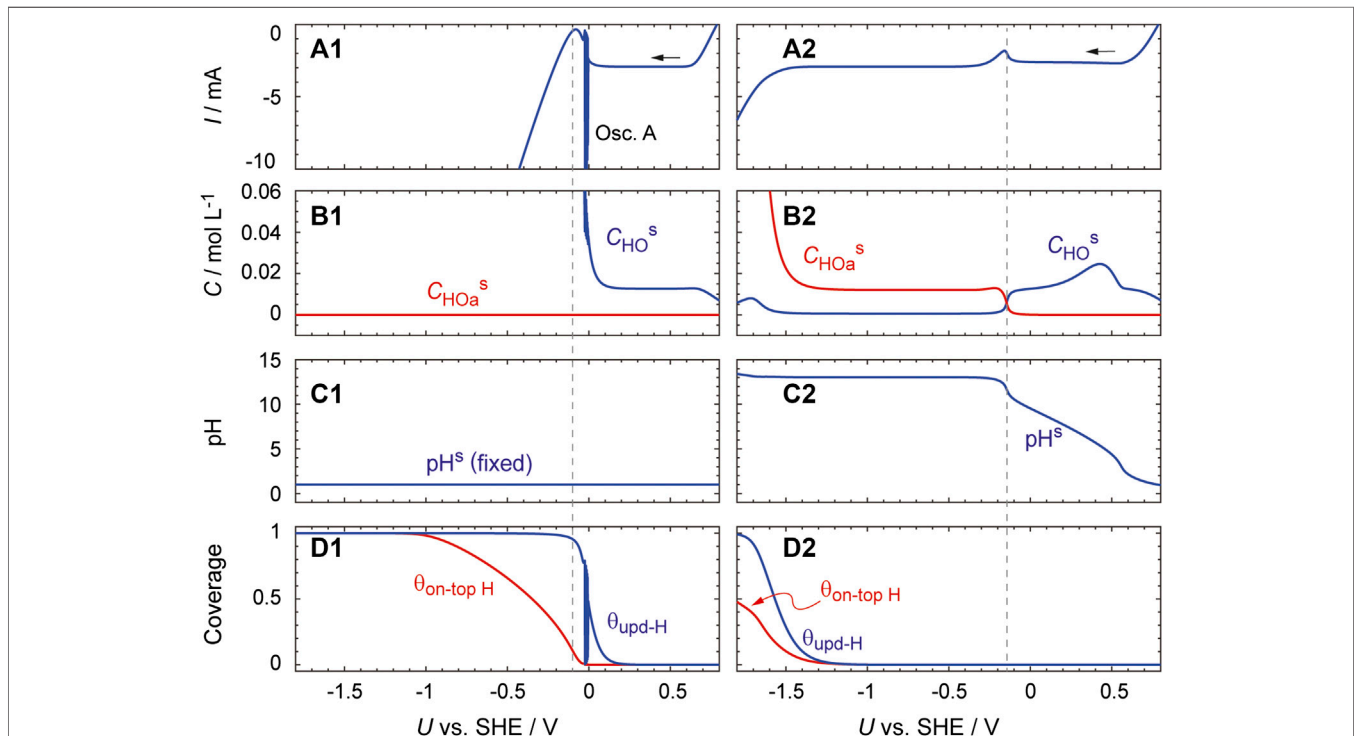 A1
A2
I / mA
0
-5
-10
Osc. A
B1
B2
C / mol L-1
0.06
0.04
0.02
0
CHOs
CHOas
CHOas
CHOs
C1
C2
pH
15
10
5
0
pHs (fixed)
pHs
D1
D2
Coverage
1
0.5
0
θon-top H
θupd-H
θon-top H
θupd-H
-1.5 -1 -0.5 0 0.5
-1.5 -1 -0.5 0 0.5
U vs. SHE / V
U vs. SHE / V